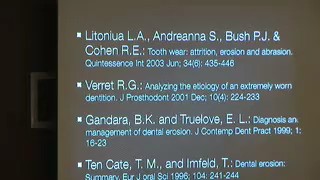 Litonjua L.A., Andreanna S., Bush P.J. &
Cohen R.E.: Tooth wear: attrition, erosion and abrasion.
Quintessence Int 2003 Jun; 34(6): 435-446
Verret R.G.: Analyzing the etiology of an extremely worn
dentition. J Prosthodont 2001 Dec; 10(4): 224-233
Gandara, B.K. and Truelove, E. L.: Diagnosis an
management of dental erosion. J Contemp Dent Pract 1999; 1:
16-23
Ten Cate, T. M., and Imfeld, T.: Dental erosion:
Summary. Eur J oral Sci 1996; 104: 241-244